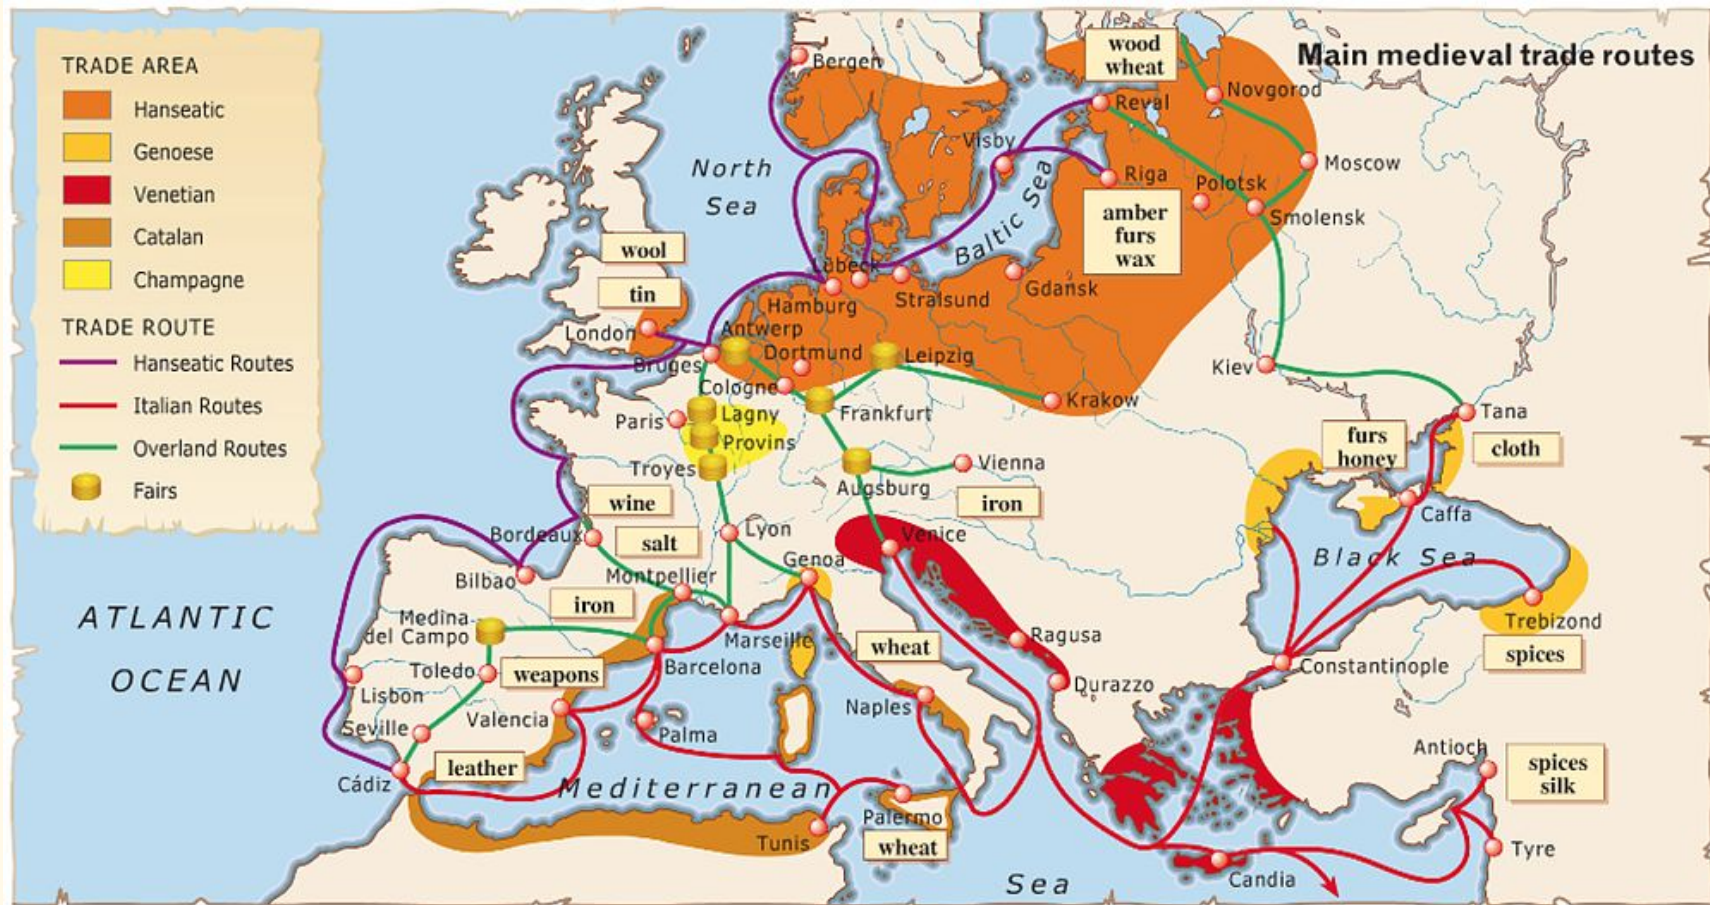 Main medieval trade routes
TRADE AREA
Hanseatic
Genoese
Venetian
Catalan
Champagne
TRADE ROUTE
Hanseatic Routes
Italian Routes
Overland Routes
Fairs
Bergen
wood
wheat
Novgorod
Reval
Visby
Moscow
North
Sea
Riga
Polotsk
Smolensk
Baltic Sea
amber
furs
wax
wool
tin
Lübeck
Hamburg
Stralsund
Gdańsk
London
Antwerp
Bruges
Dortmund
Leipzig
Cologne
Kiev
Krakow
Frankfurt
Paris
Lagny
Provins
Troyes
Tana
furs
honey
cloth
Augsburg
Vienna
iron
wine
salt
Caffa
Bordeaux
Lyon
Venice
Genoa
Black Sea
Bilbao
Montpellier
iron
ATLANTIC
OCEAN
Medina
del Campo
Marseille
wheat
Ragusa
Trebizond
spices
Toledo
weapons
Barcelona
Constantinople
Lisbon
Durazzo
Seville
Valencia
Palma
Naples
Cádiz
leather
Mediterranean
Sea
Antioch
spices
silk
Palermo
wheat
Tunis
Tyre
Candia